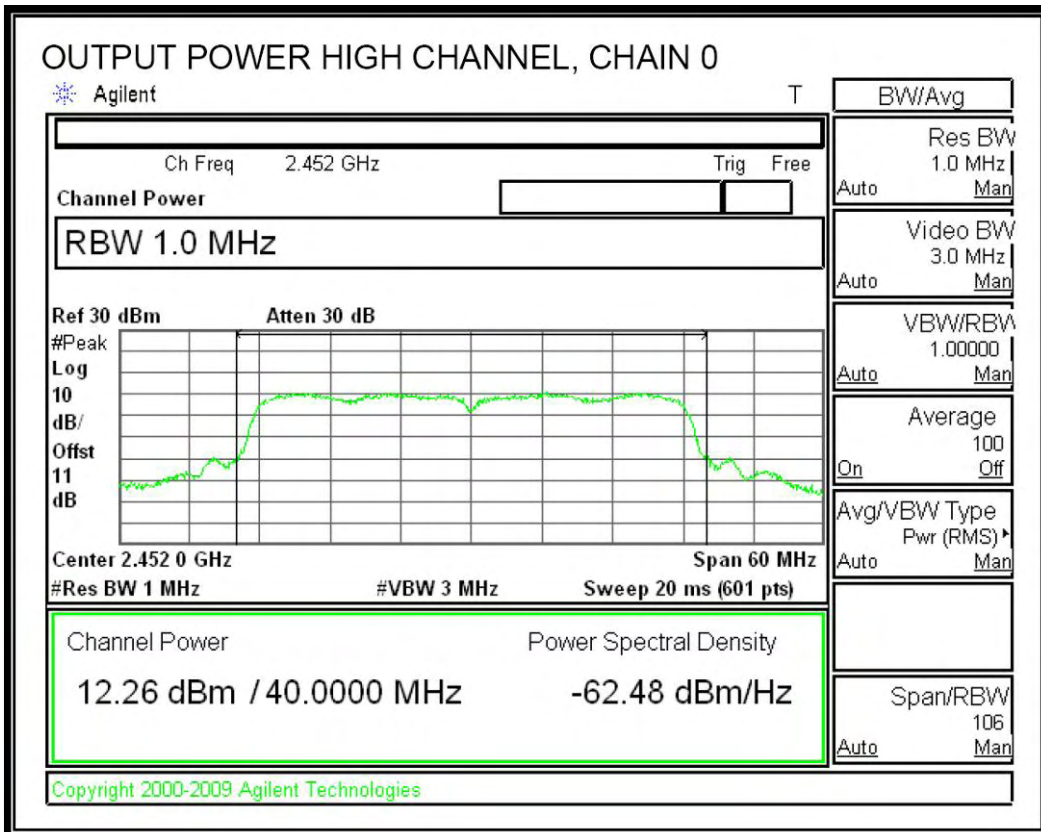 OUTPUT POWER HIGH CHANNEL, CHAIN 0
Agilent T
Ch Freq 2.452 GHz Trig Free
Channel Power
RBW 1.0 MHz
Ref 30 dBm Atten 30 dB
#Peak
Log
10
dB/
Offst
11
dB
Center 2.452 0 GHz Span 60 MHz
#Res BW 1 MHz #VBW 3 MHz Sweep 20 ms (601 pts)
Channel Power Power Spectral Density
12.26 dBm / 40.0000 MHz -62.48 dBm/Hz
Copyright 2000-2009 Agilent Technologies
BW/Avg
Res BW
1.0 MHz
Auto Man
Video BW
3.0 MHz
Auto Man
VBW/RBW
1.00000
Auto Man
Average
100
On Off
Avg/VBW Type
Pwr (RMS)
Auto Man
Span/RBW
106
Auto Man